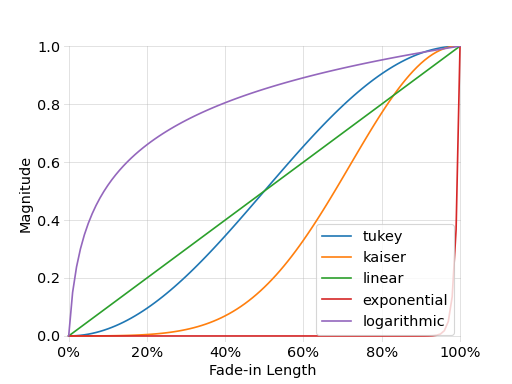 1.0
0.8
0.6
0.4
0.2
0.0
Magnitude
tukey
kaiser
linear
exponential
logarithmic
0% 20% 40% 60% 80% 100%
Fade-in Length